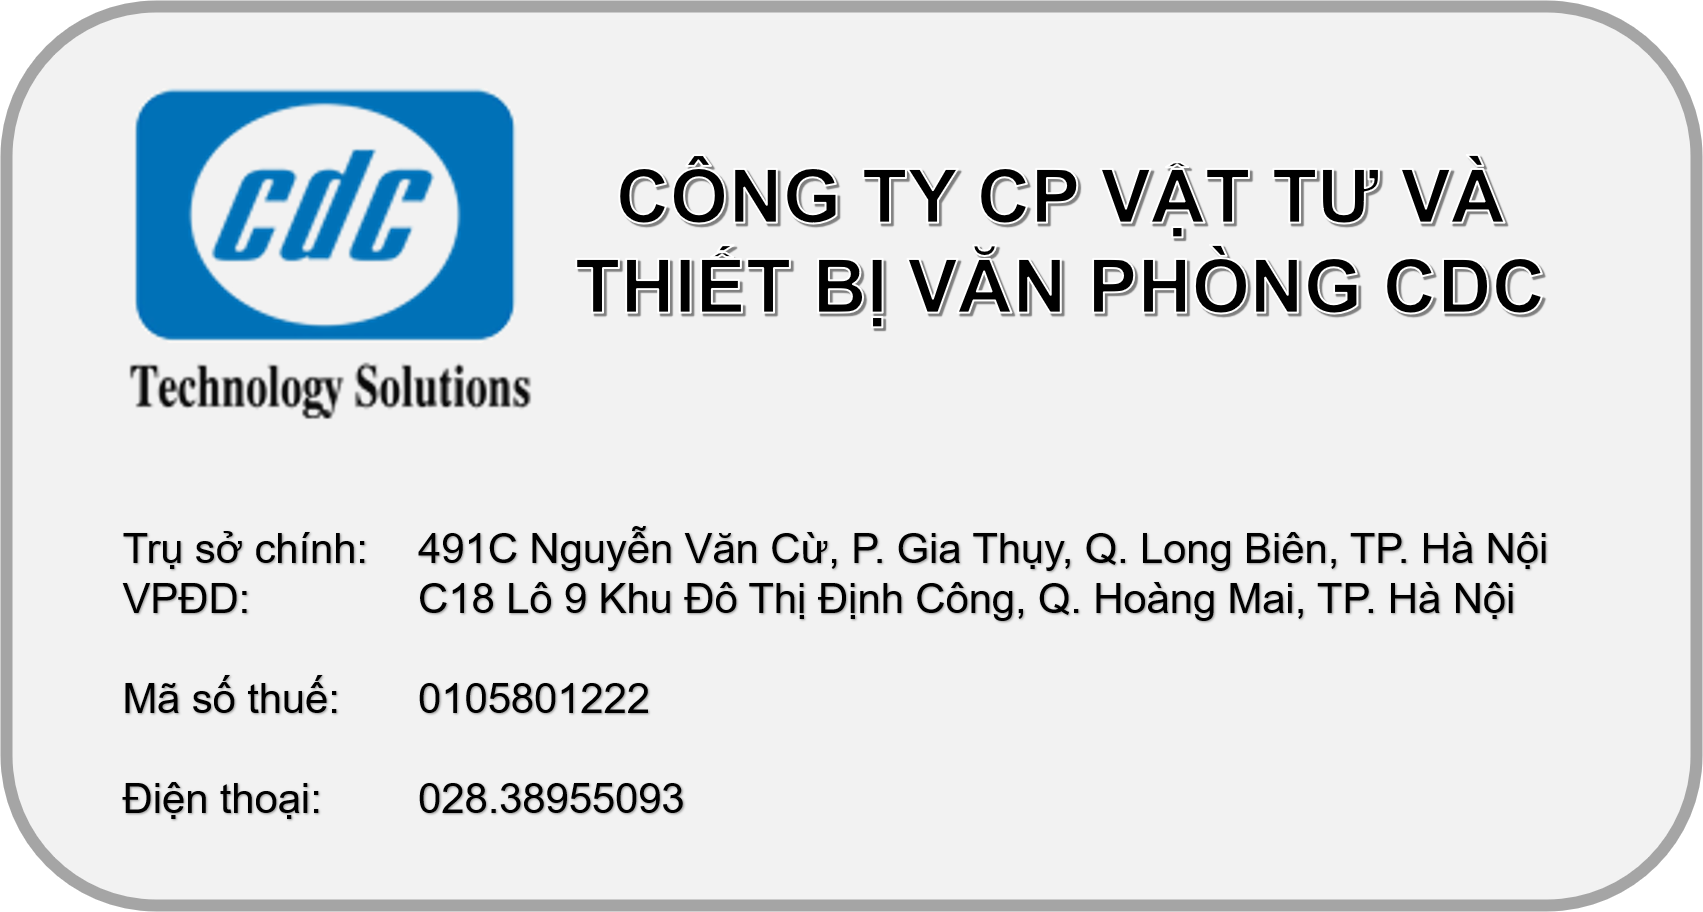 cdc
Technology Solutions
CÔNG TY CP VẬT TƯ VÀ
THIẾT BỊ VĂN PHÒNG CDC
Trụ sở chính: 491C Nguyễn Văn Cừ, P. Gia Thụy, Q. Long Biên, TP. Hà Nội
VPĐD: C18 Lô 9 Khu Đô Thị Định Công, Q. Hoàng Mai, TP. Hà Nội
Mã số thuế: 0105801222
Điện thoại: 028.38955093